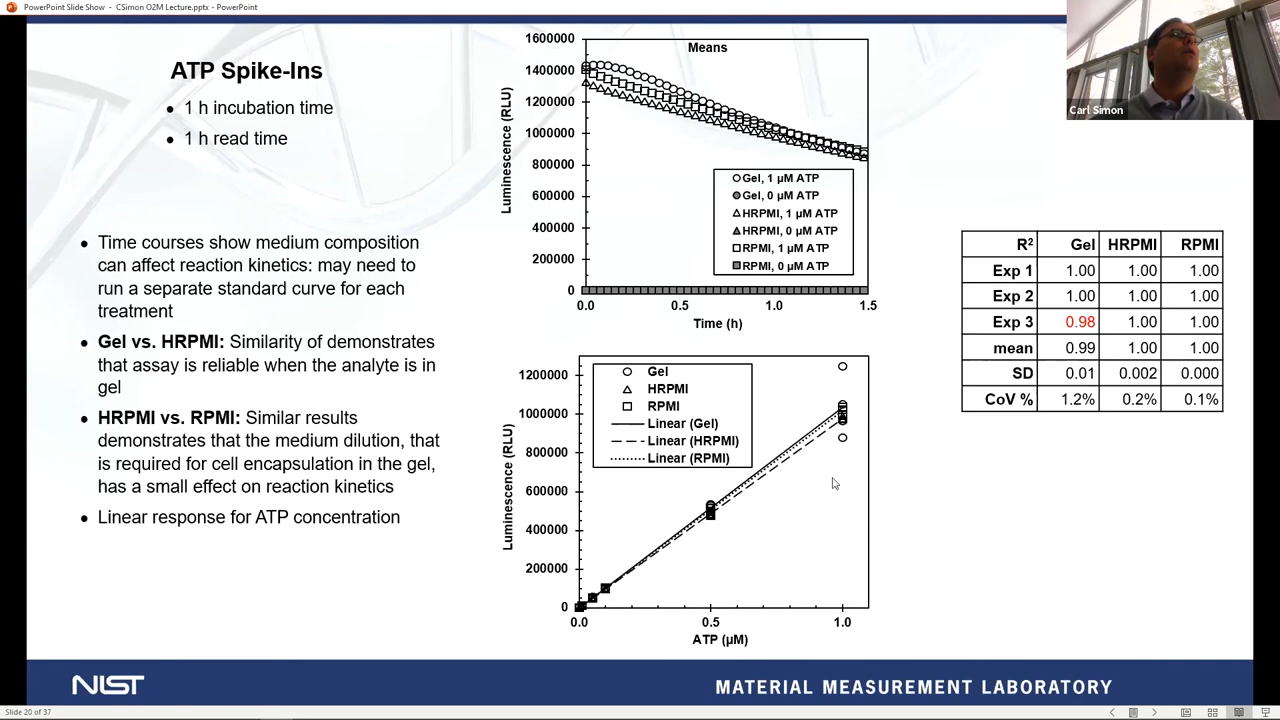 PowerPoint Slide Show - CSimon O2M Lecture.pptx - PowerPoint
ATP Spike-Ins
• 1 h incubation time
• 1 h read time
• Time courses show medium composition
can affect reaction kinetics: may need to
run a separate standard curve for each
treatment
• Gel vs. HRPMI: Similarity of demonstrates
that assay is reliable when the analyte is in
gel
• HRPMI vs. RPMI: Similar results
demonstrates that the medium dilution, that
is required for cell encapsulation in the gel,
has a small effect on reaction kinetics
• Linear response for ATP concentration
Means
Luminescence (RLU)
1600000
1400000
1200000
1000000
800000
600000
400000
200000
0
Gel, 1 µM ATP
Gel, 0 µM ATP
HRPMI, 1 µM ATP
HRPMI, 0 µM ATP
RPMI, 1 µM ATP
RPMI, 0 µM ATP
0.0 0.5 1.0 1.5
Time (h)
Luminescence (RLU)
1200000
1000000
800000
600000
400000
200000
0
Gel
HRPMI
RPMI
Linear (Gel)
Linear (HRPMI)
Linear (RPMI)
0.0 0.5 1.0
ATP (µM)
Carl Simon
R² Gel HRPMI RPMI
Exp 1 1.00 1.00 1.00
Exp 2 1.00 1.00 1.00
Exp 3 0.98 1.00 1.00
mean 0.99 1.00 1.00
SD 0.01 0.002 0.000
CoV % 1.2% 0.2% 0.1%
NIST
MATERIAL MEASUREMENT LABORATORY
Slide 20 of 37